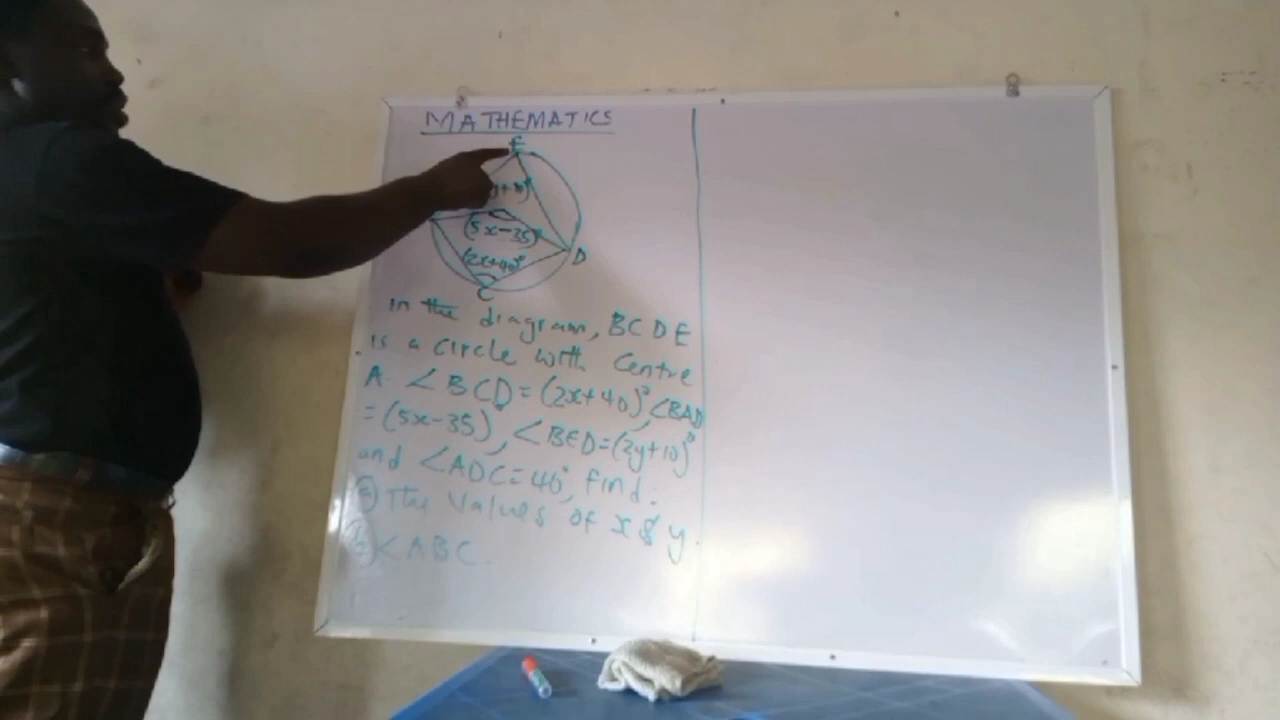 MATHEMATICS
E
y+10)°
(5x-35)°
(2x+40)°
D
C
In the diagram, BCDE
is a circle with centre
A. ∠BCD=(2x+40)°, ∠BAD
=(5x-35)°, ∠BED=(2y+10)°
and ∠ADC=40°, find.
(a) The values of x & y.
(b) ∠ABC.